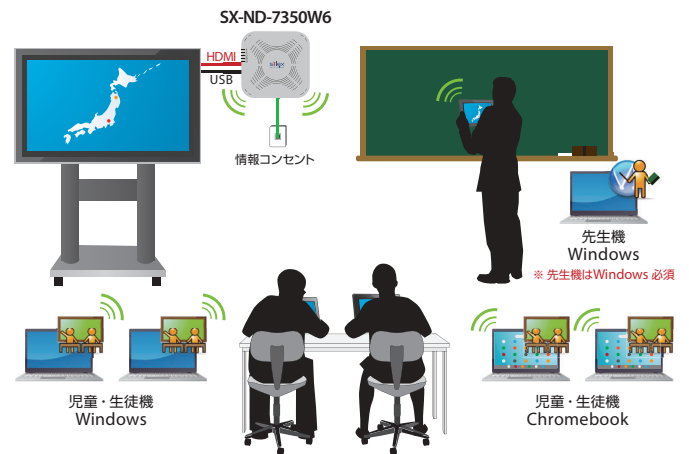 SX-ND-7350W6
HDMI
USB
silex
情報コンセント
先生機
Windows
※ 先生機はWindows 必須
児童・生徒機
Windows
児童・生徒機
Chromebook